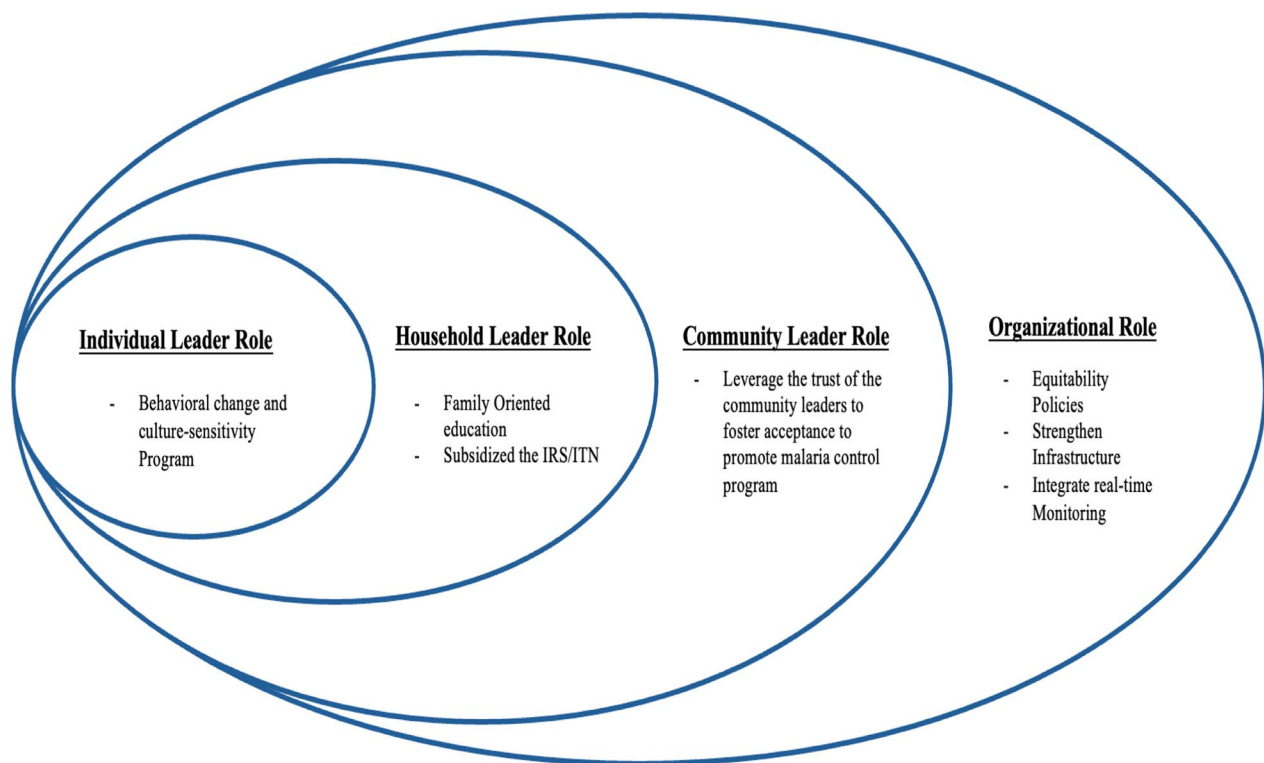 Individual Leader Role
- Behavioral change and
culture-sensitivity
Program
Household Leader Role
- Family Oriented
education
- Subsidized the IRS/ITN
Community Leader Role
- Leverage the trust of the
community leaders to
foster acceptance to
promote malaria control
program
Organizational Role
- Equitability
Policies
- Strengthen
Infrastructure
- Integrate real-time
Monitoring